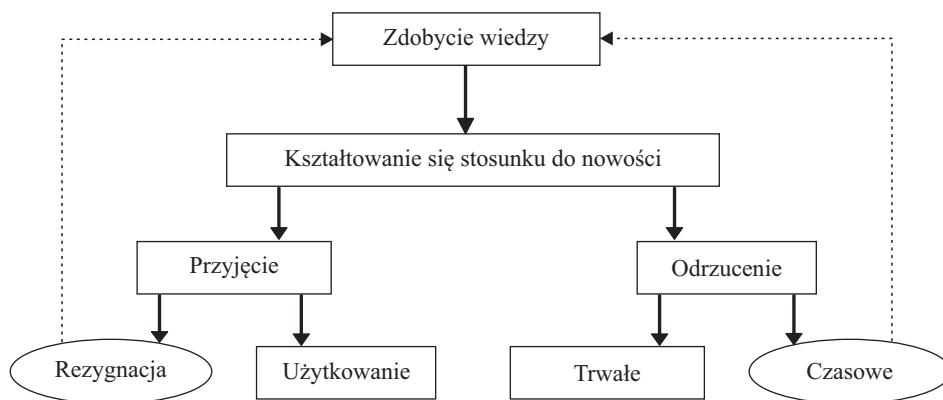 Zdobycie wiedzy
Kształtowanie się stosunku do nowości
Przyjęcie
Odrzucenie
Rezygnacja
Użytkowanie
Trwałe
Czasowe